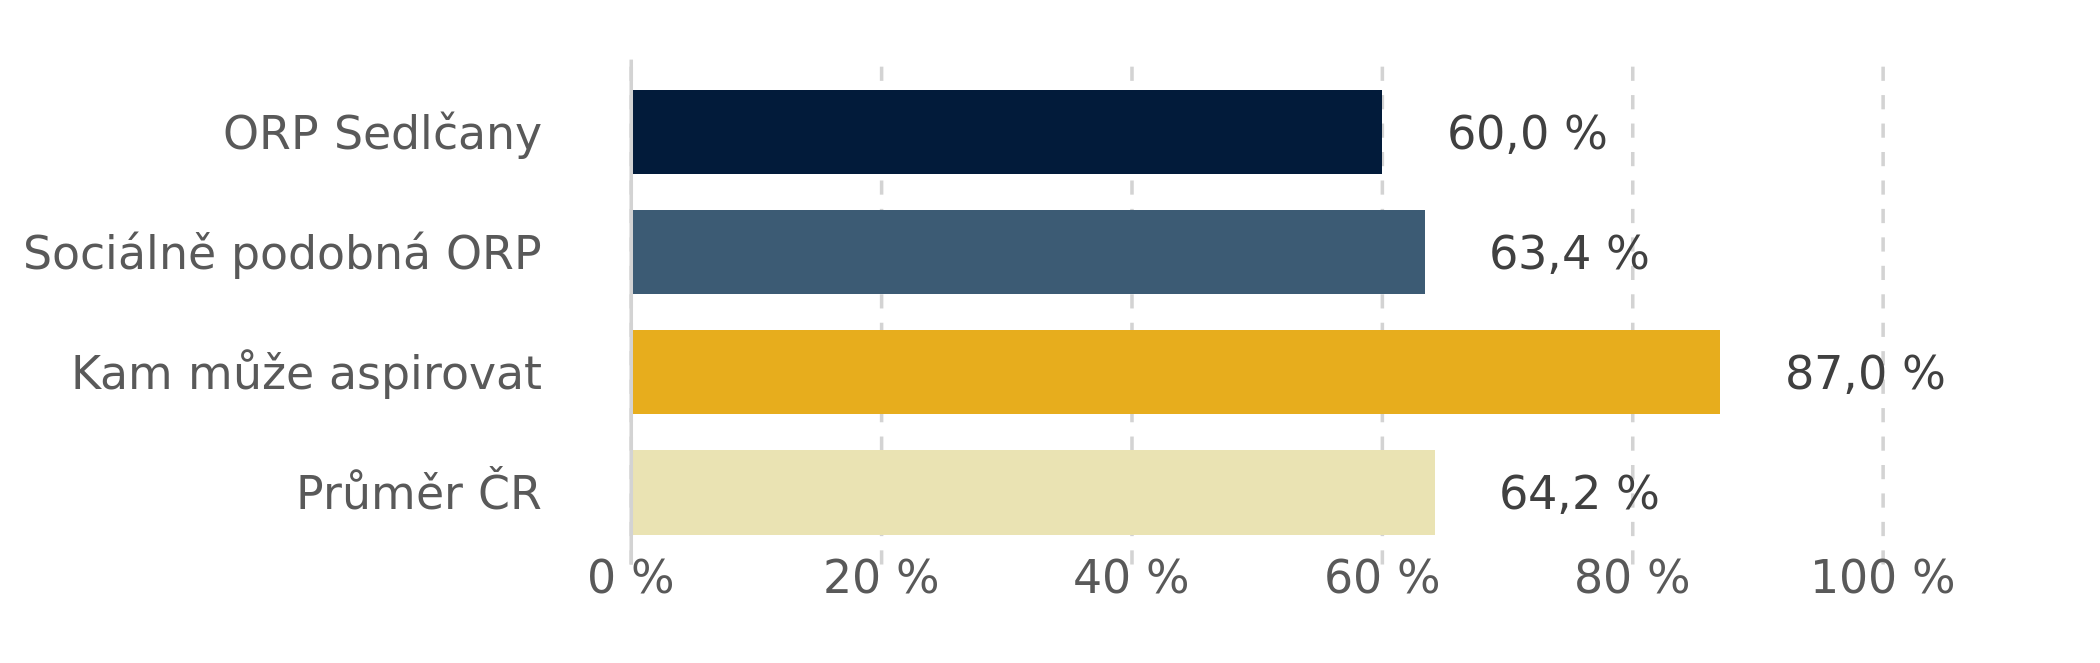 ORP Sedlčany
60,0 %
Sociálně podobná ORP
63,4 %
Kam může aspirovat
87,0 %
Průměr ČR
64,2 %
0 %
20 %
40 %
60 %
80 %
100 %